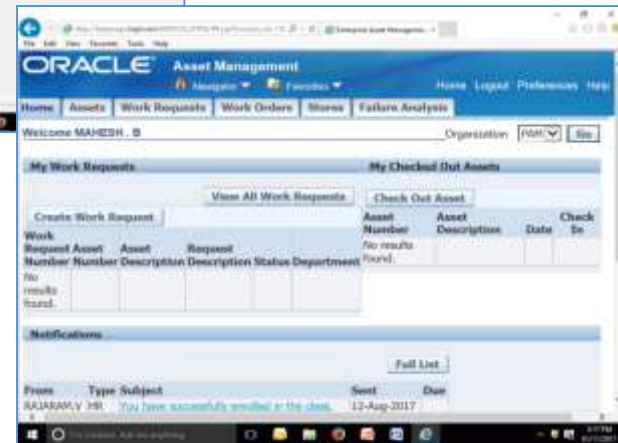 ORACLE Asset Management
Navigator Favorites Home Logout Preferences Help
Home Assets Work Requests Work Orders Stores Failure Analysis
Welcome MAHESH . B Organization PAM Go
My Work Requests
View All Work Requests
Create Work Request
Work Request Number Asset Number Asset Description Request Description Status Department
No results found.
My Checked Out Assets
Check Out Asset
Asset Number Asset Description Date Check In
No results found.
Notifications
Full List
From Type Subject Sent Due
RAJARAM.V HR You have successfully enrolled in the class. 12-Aug-2017